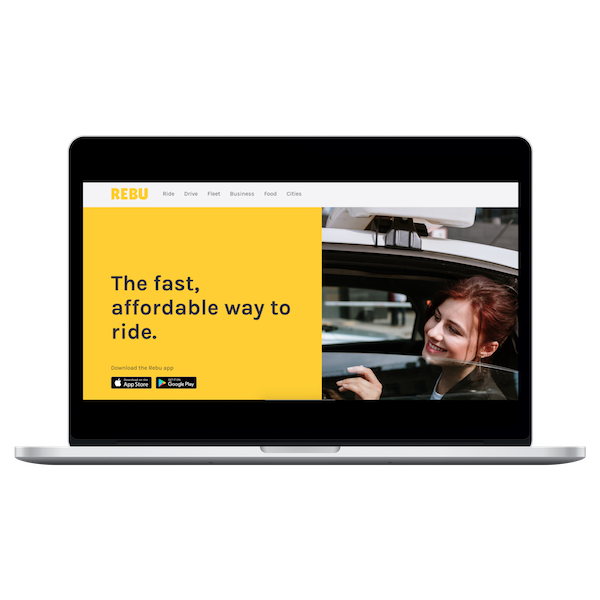 REBU Ride Drive Fleet Business Food Cities
The fast,
affordable way to
ride.
Download the Rebu app
Download on the App Store GET IT ON Google Play